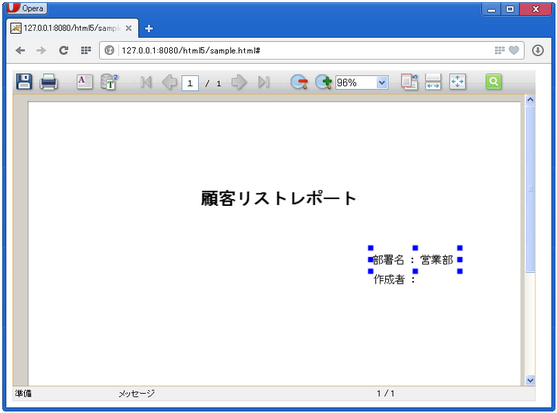 Opera
127.0.0.1:8080/html5/sampl
127.0.0.1:8080/html5/sample.html#
1 / 1
96%
顧客リストレポート
部署名 : 営業部
作成者 :
準備 メッセージ 1 / 1